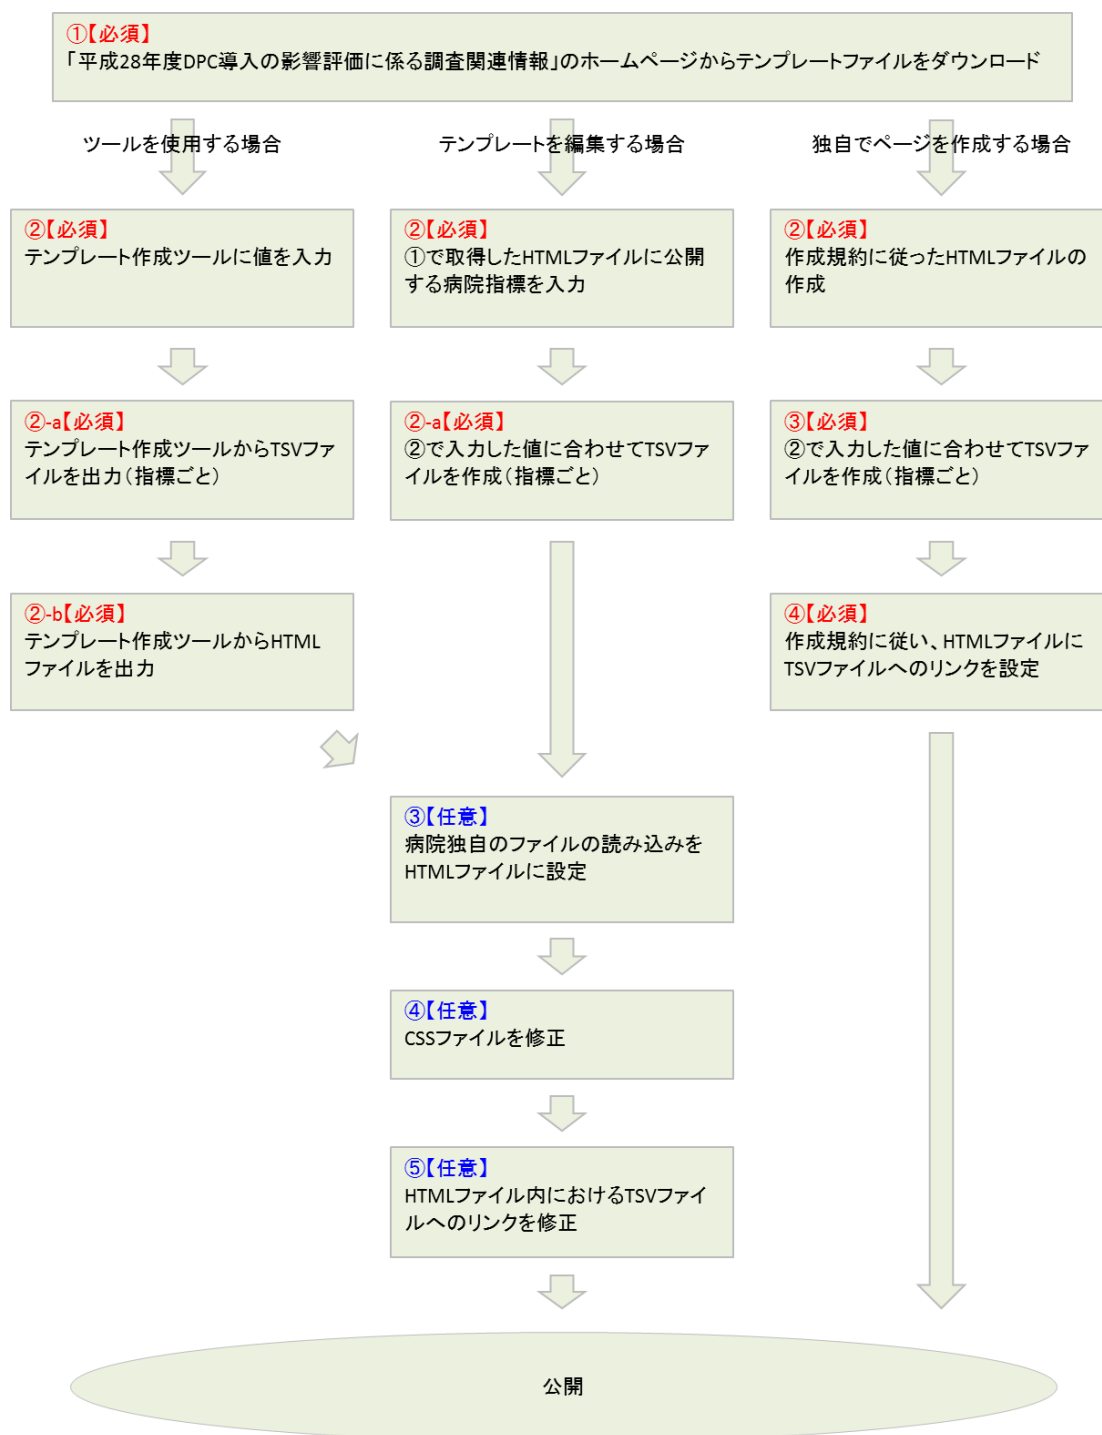 ①【必須】
「平成28年度DPC導入の影響評価に係る調査関連情報」のホームページからテンプレートファイルをダウンロード
ツールを使用する場合
テンプレートを編集する場合
独自でページを作成する場合
②【必須】
テンプレート作成ツールに値を入力
②【必須】
①で取得したHTMLファイルに公開
する病院指標を入力
②【必須】
作成規約に従ったHTMLファイルの
作成
②-a【必須】
テンプレート作成ツールからTSVファ
イルを出力（指標ごと）
②-a【必須】
②で入力した値に合わせてTSVファ
イルを作成（指標ごと）
③【必須】
②で入力した値に合わせてTSVファ
イルを作成（指標ごと）
②-b【必須】
テンプレート作成ツールからHTML
ファイルを出力
④【必須】
作成規約に従い、HTMLファイルに
TSVファイルへのリンクを設定
③【任意】
病院独自のファイルの読み込みを
HTMLファイルに設定
④【任意】
CSSファイルを修正
⑤【任意】
HTMLファイル内におけるTSVファイ
ルへのリンクを修正
公開